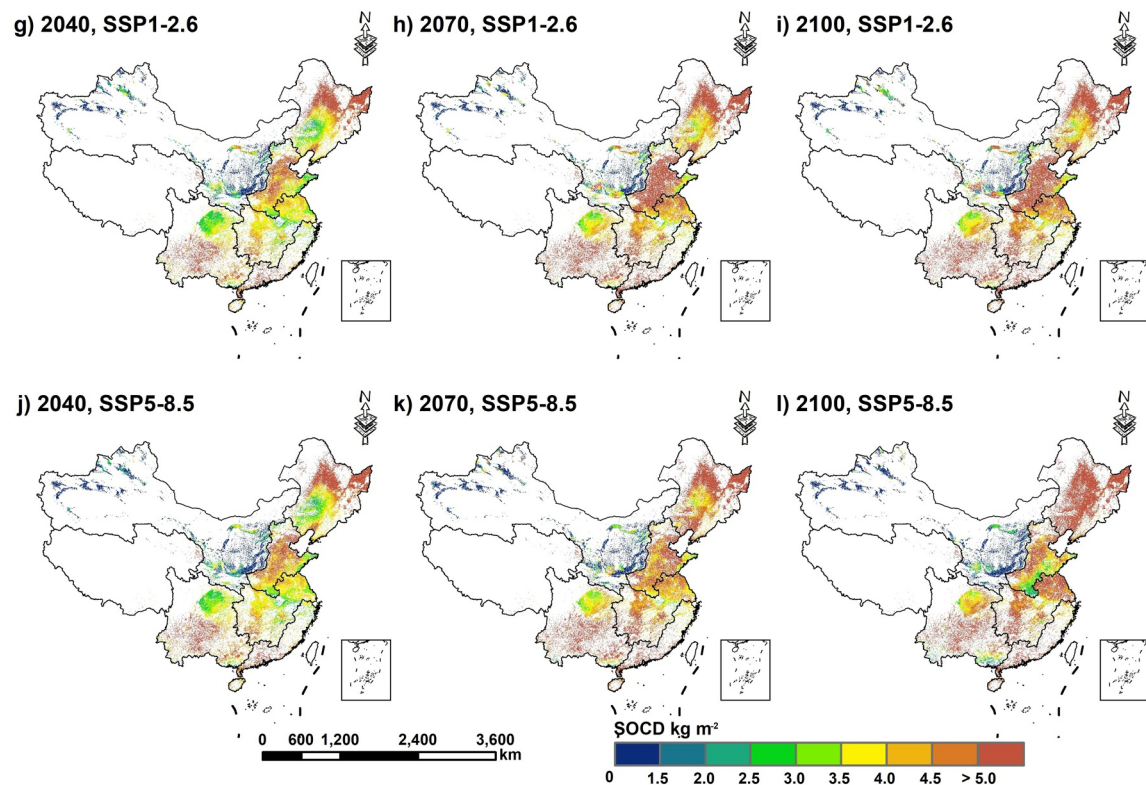 g) 2040, SSP1-2.6
N
h) 2070, SSP1-2.6
N
i) 2100, SSP1-2.6
N
j) 2040, SSP5-8.5
N
k) 2070, SSP5-8.5
N
l) 2100, SSP5-8.5
N
0 600 1,200 2,400 3,600
km
SOCD kg m⁻²
0 1.5 2.0 2.5 3.0 3.5 4.0 4.5 > 5.0